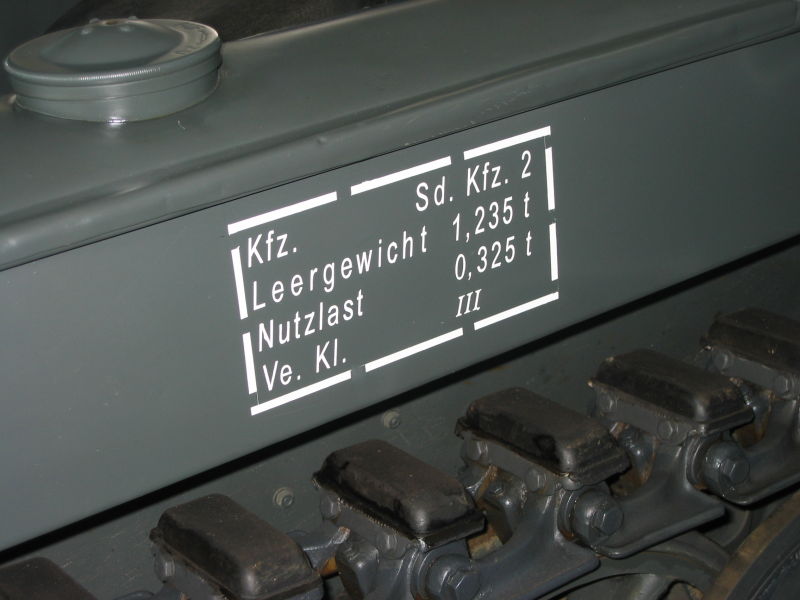 Kfz. Sd. Kfz. 2
Leergewicht 1,235 t
Nutzlast 0,325 t
Ve. Kl. III